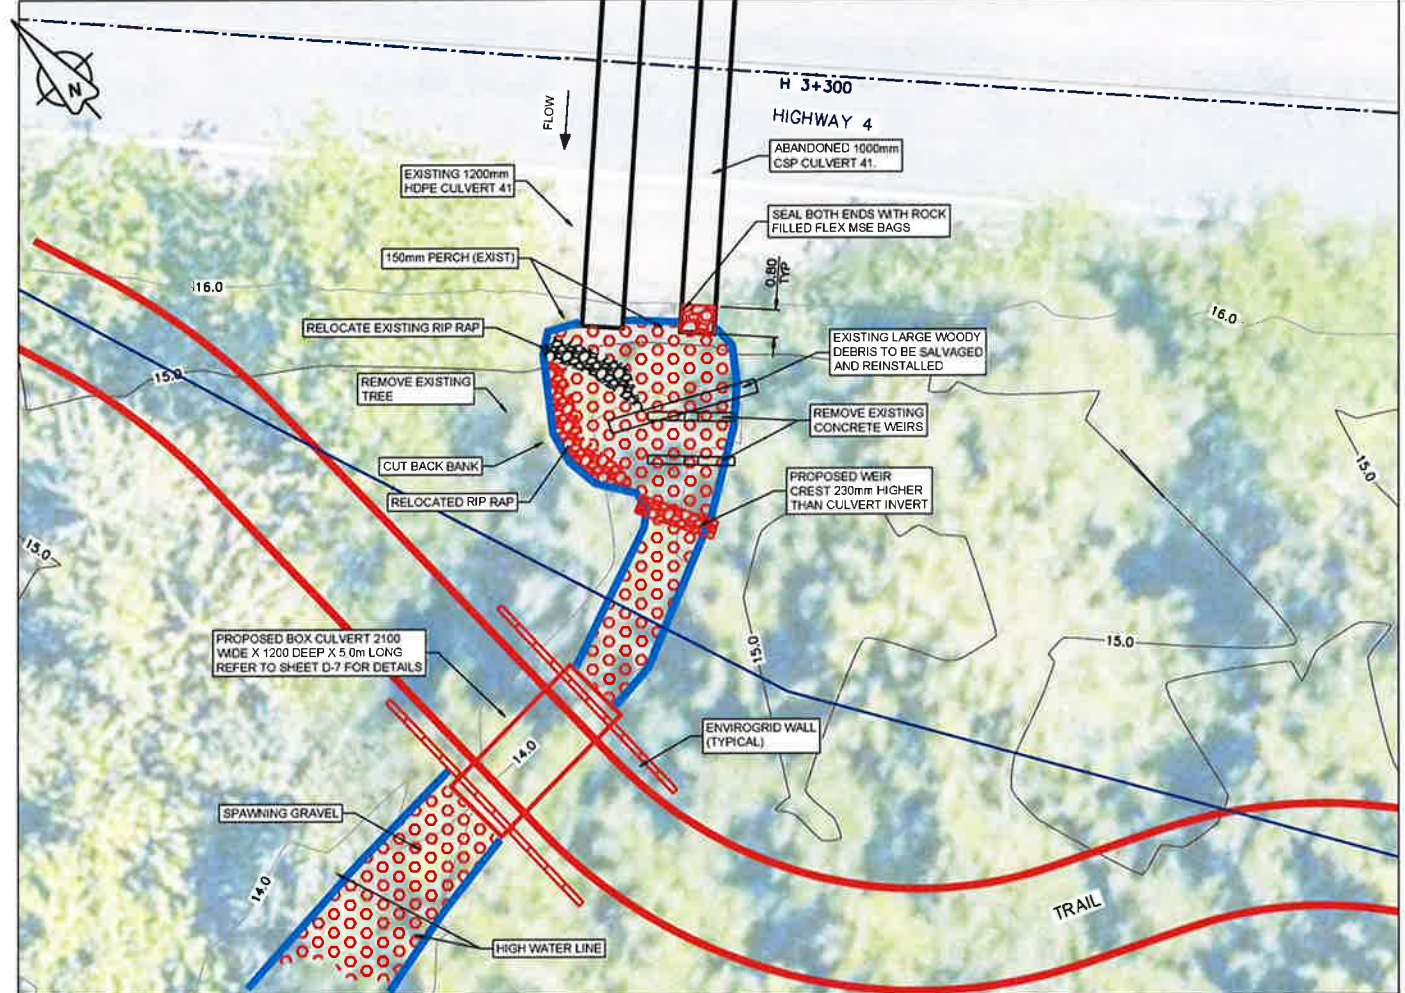 N
H 3+300
HIGHWAY 4
FLOW
ABANDONED 1000mm
CSP CULVERT 41.
EXISTING 1200mm
HDPE CULVERT 41
SEAL BOTH ENDS WITH ROCK
FILLED FLEX MSE BAGS
150mm PERCH (EXIST)
0.80
TYP
16.0
16.0
RELOCATE EXISTING RIP RAP
EXISTING LARGE WOODY
DEBRIS TO BE SALVAGED
AND REINSTALLED
15.0
REMOVE EXISTING
TREE
REMOVE EXISTING
CONCRETE WEIRS
CUT BACK BANK
15.0
PROPOSED WEIR
CREST 230mm HIGHER
THAN CULVERT INVERT
RELOCATED RIP RAP
15.0
PROPOSED BOX CULVERT 2100
WIDE X 1200 DEEP X 5.0m LONG
REFER TO SHEET D-7 FOR DETAILS
15.0
15.0
ENVIROGRID WALL
(TYPICAL)
14.0
SPAWNING GRAVEL
14.0
TRAIL
HIGH WATER LINE